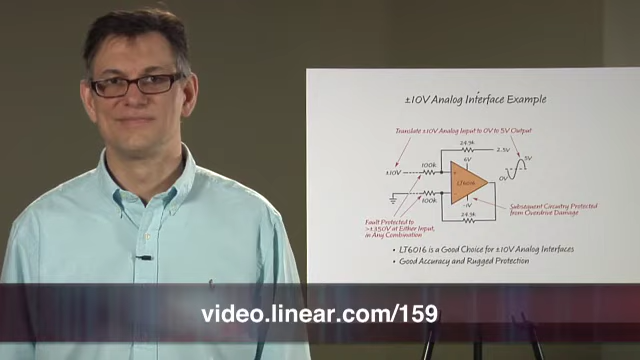 ±10V Analog Interface Example
Translate ±10V Analog Input to 0V to 5V Output
24.9k
2.5V
6V
5V
100k
±10V
+
LT6016
0V
-
100k
-1V
Subsequent Circuitry Protected
from Overdrive Damage
24.9k
Fault Protected to
>±350V at Either Input,
in Any Combination
• LT6016 is a Good Choice for ±10V Analog Interfaces
• Good Accuracy and Rugged Protection
video.linear.com/159